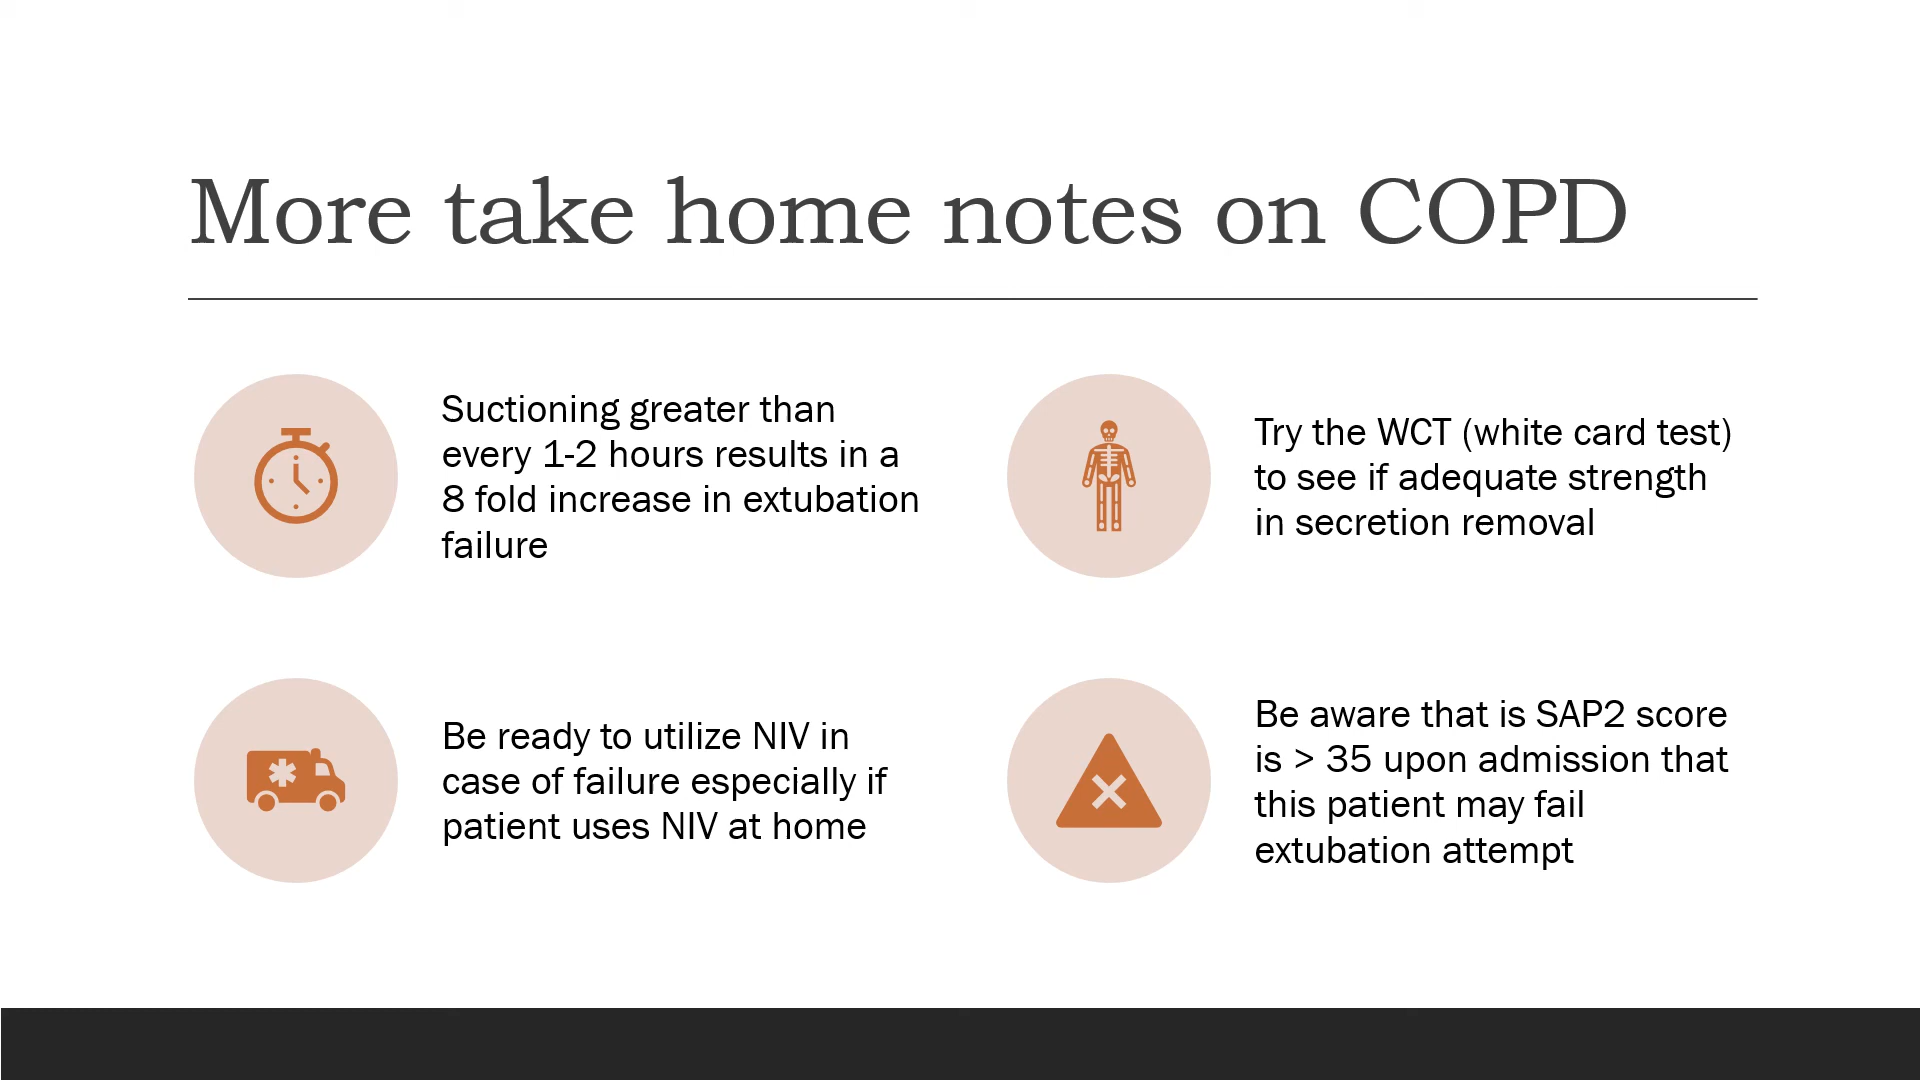 More take home notes on COPD
Suctioning greater than
every 1-2 hours results in a
8 fold increase in extubation
failure
Try the WCT (white card test)
to see if adequate strength
in secretion removal
Be ready to utilize NIV in
case of failure especially if
patient uses NIV at home
Be aware that is SAP2 score
is > 35 upon admission that
this patient may fail
extubation attempt